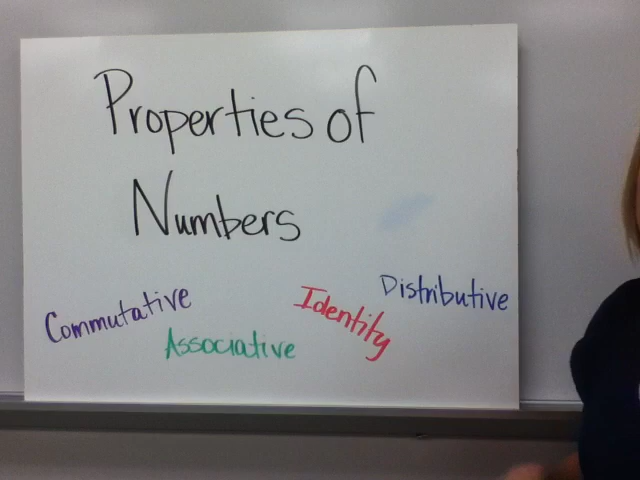 Properties of
Numbers
Commutative
Associative
Identity
Distributive